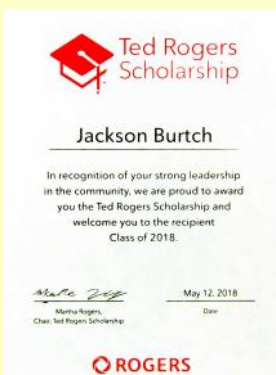 Ted Rogers
Scholarship
Jackson Burtch
In recognition of your strong leadership
in the community, we are proud to award
you the Ted Rogers Scholarship and
welcome you to the recipient
Class of 2018.
May 12, 2018
Martha Rogers,
Date
Chair, Ted Rogers Scholarship
ROGERS